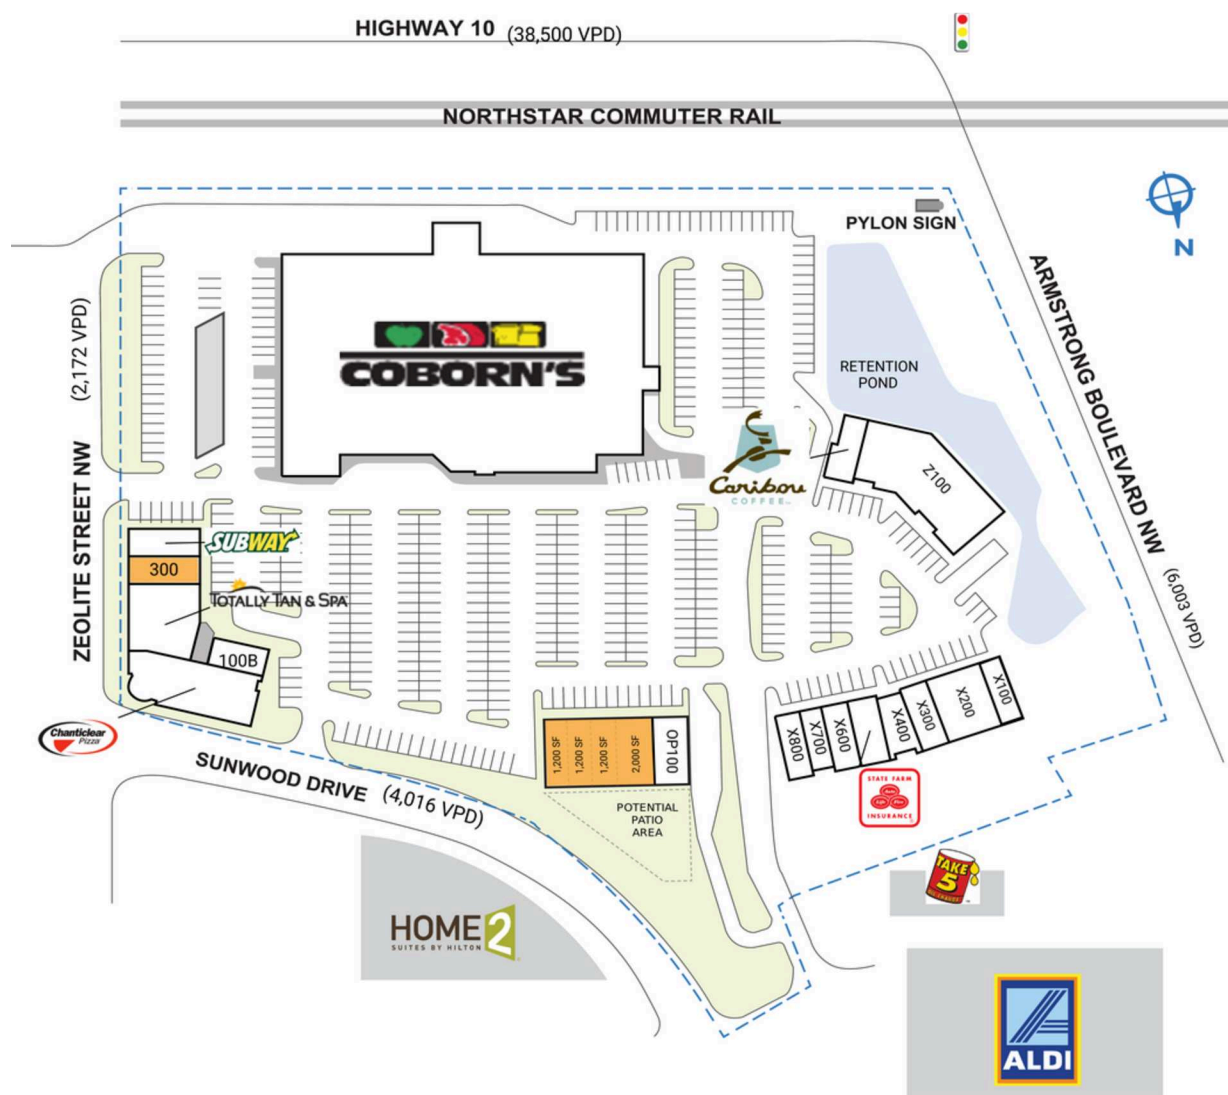 HIGHWAY 10 (38,500 VPD)
NORTHSTAR COMMUTER RAIL
PYLON SIGN
N
ARMSTRONG BOULEVARD NW (6,003 VPD)
ZEOLITE STREET NW (2,172 VPD)
COBORN'S
RETENTION
POND
Caribou
COFFEE
Z100
SUBWAY
300
TOTALLY TAN & SPA
100B
Chanticlear
Pizza
SUNWOOD DRIVE (4,016 VPD)
1,200 SF
1,200 SF
1,200 SF
2,000 SF
OP100
POTENTIAL
PATIO
AREA
X800
X700
X600
X400
X300
X200
X100
STATE FARM
Auto
Life Fire
INSURANCE
TAKE
5
HOME2
SUITES BY HILTON
ALDI